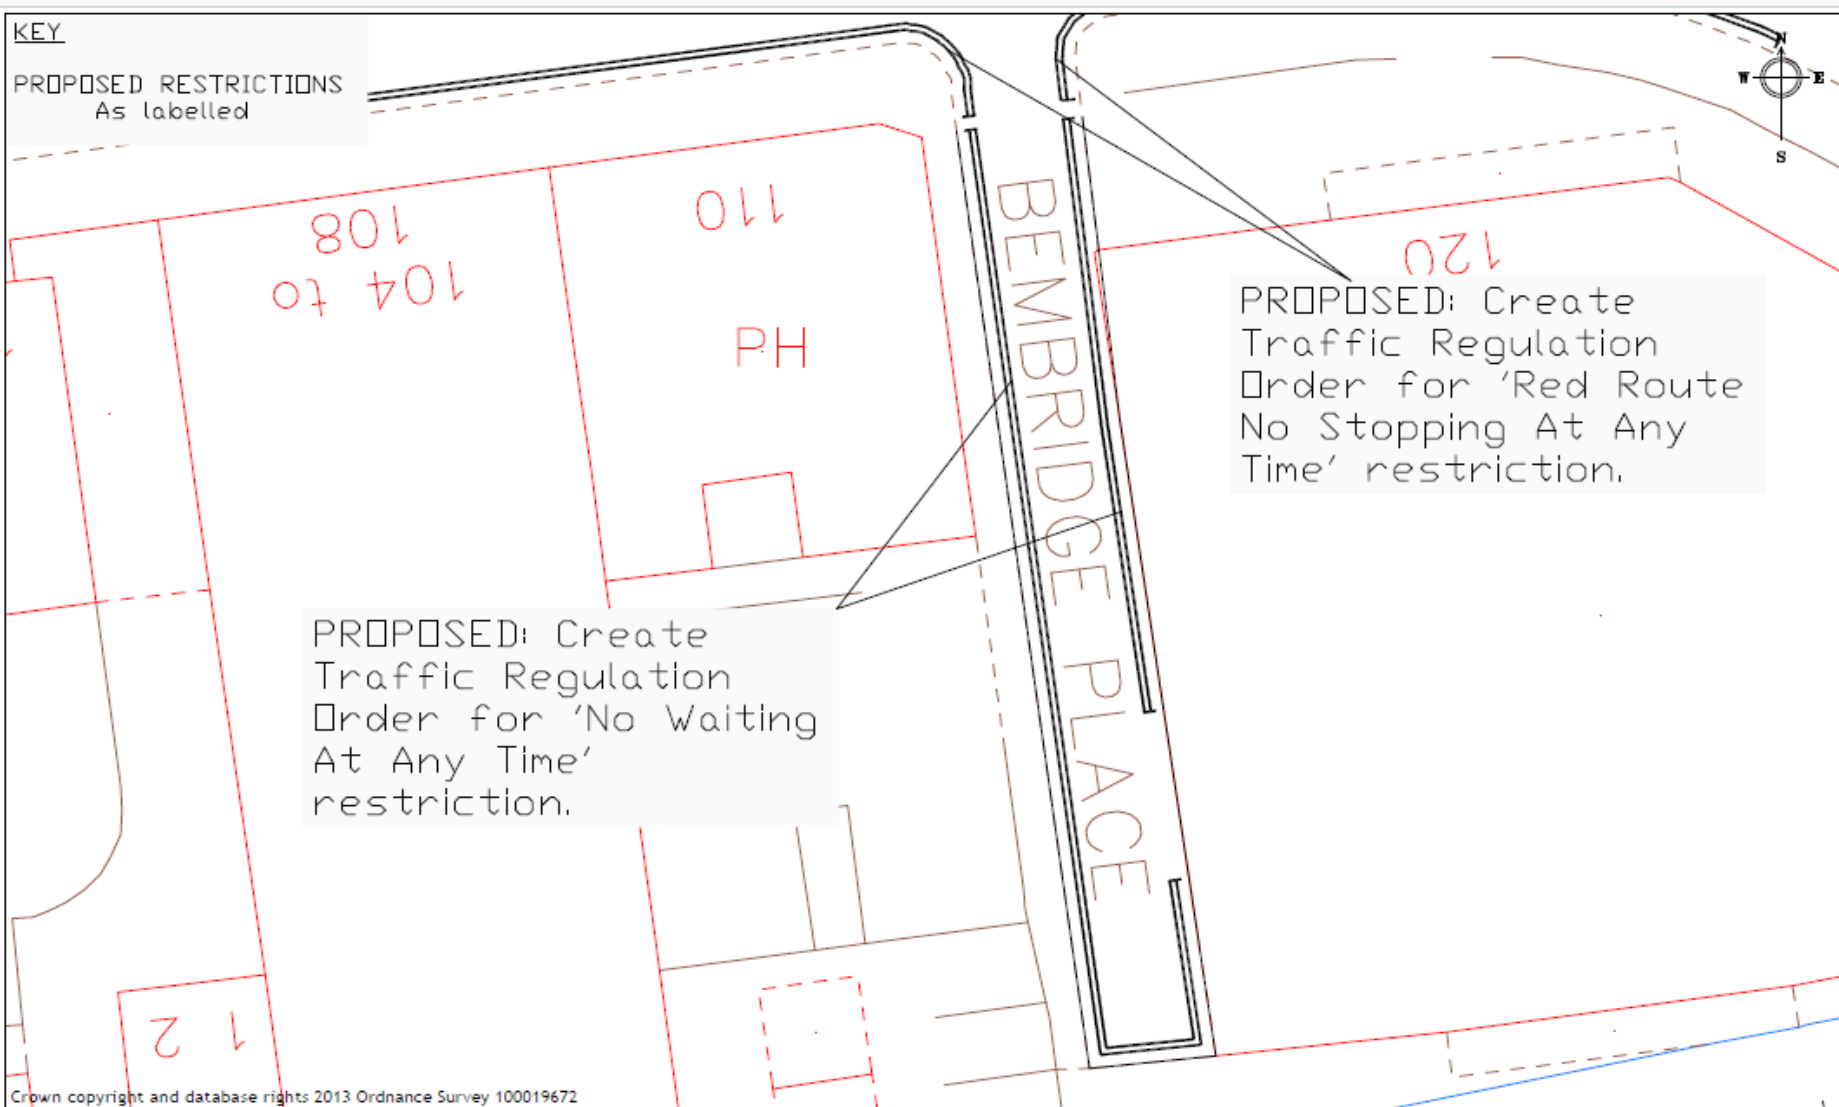 KEY
PROPOSED RESTRICTIONS
As labelled
N
W E
S
110
108
104 to
120
PH
BEMBRIDGE PLACE
PROPOSED: Create
Traffic Regulation
Order for 'Red Route
No Stopping At Any
Time' restriction.
PROPOSED: Create
Traffic Regulation
Order for 'No Waiting
At Any Time'
restriction.
1 2
Crown copyright and database rights 2013 Ordnance Survey 100019672